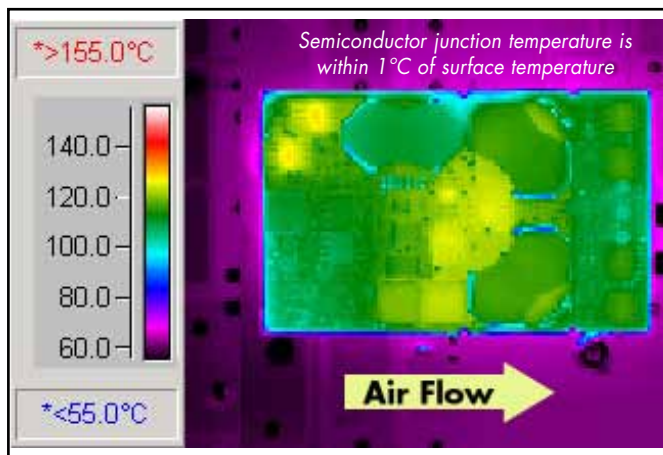 *>155.0°C
140.0
120.0
100.0
80.0
60.0
*<55.0°C
Semiconductor junction temperature is
within 1°C of surface temperature
Air Flow